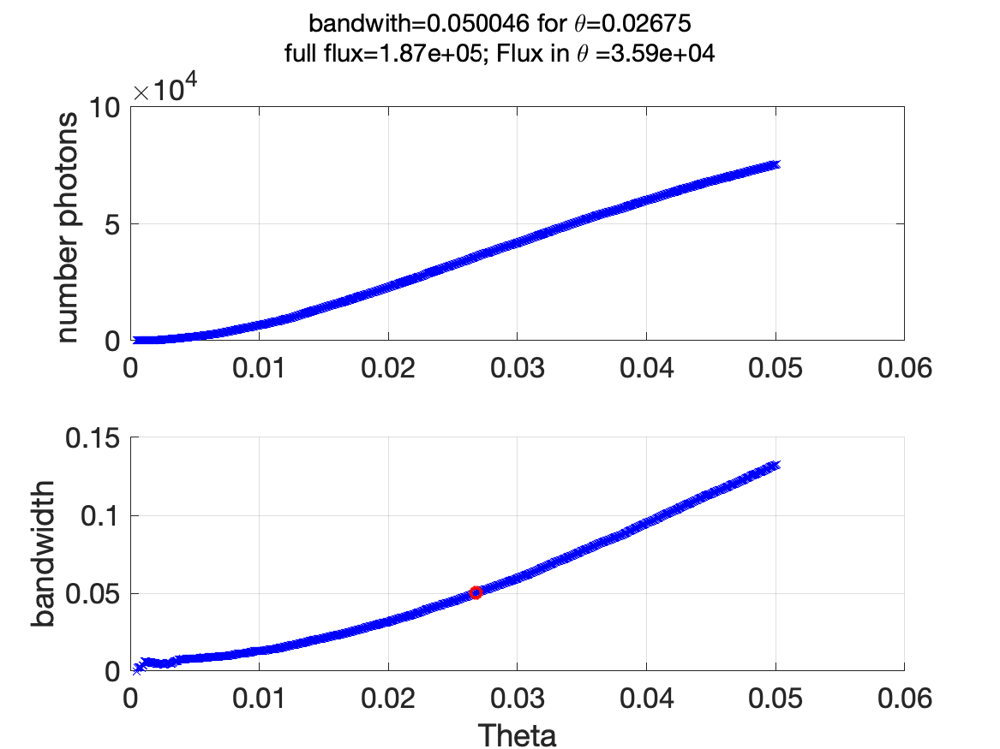 bandwith=0.050046 for θ=0.02675
full flux=1.87e+05; Flux in θ =3.59e+04
×10⁴
10
5
0
number photons
0 0.01 0.02 0.03 0.04 0.05 0.06
0.15
0.1
0.05
0
bandwidth
0 0.01 0.02 0.03 0.04 0.05 0.06
Theta